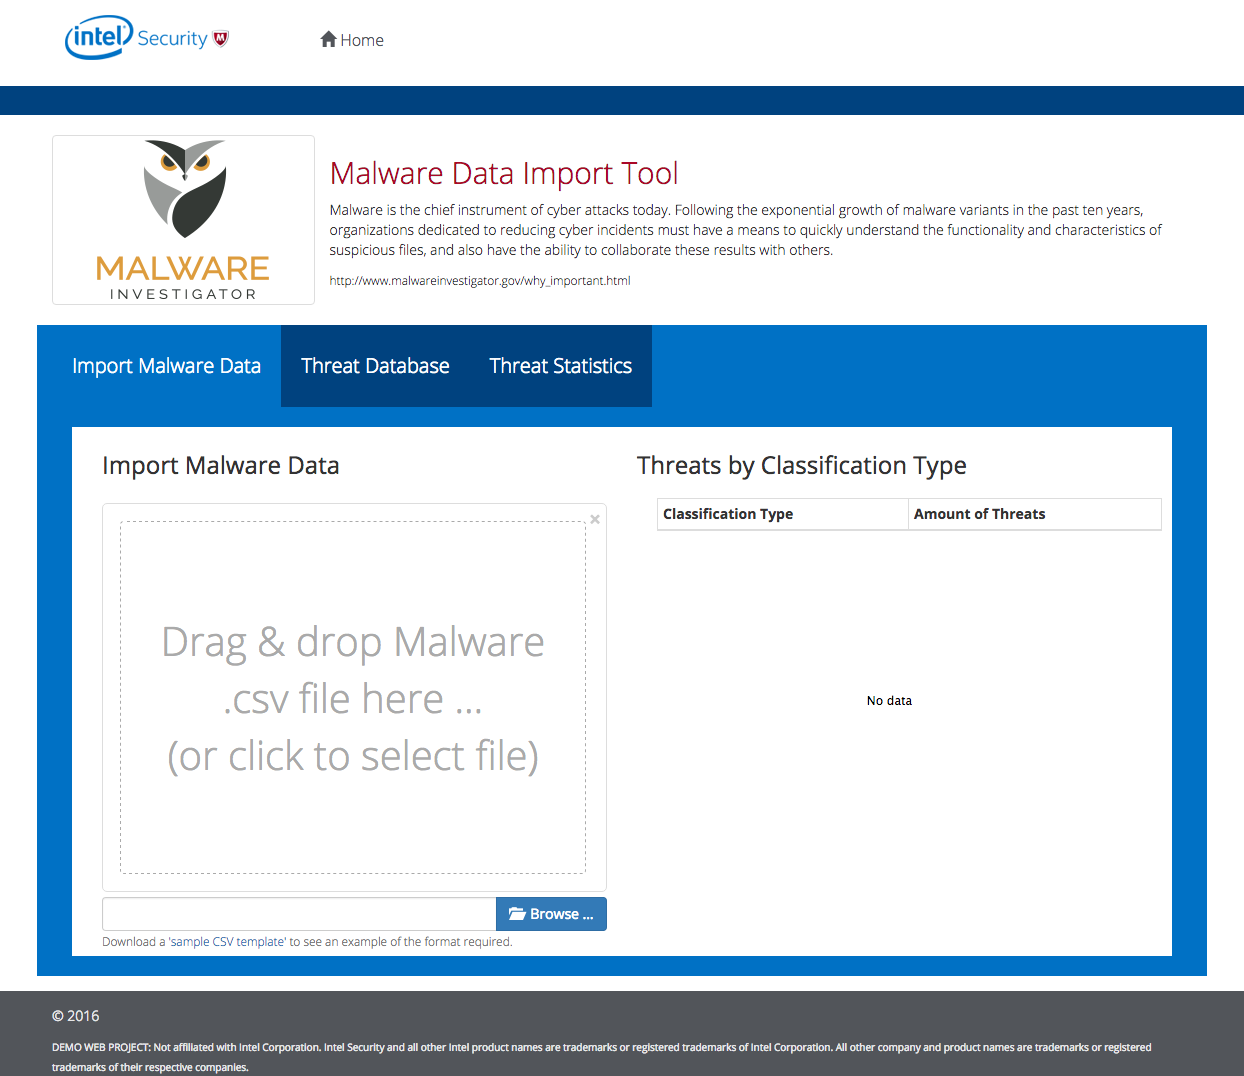 intel Security
Home
MALWARE
INVESTIGATOR
Malware Data Import Tool
Malware is the chief instrument of cyber attacks today. Following the exponential growth of malware variants in the past ten years,
organizations dedicated to reducing cyber incidents must have a means to quickly understand the functionality and characteristics of
suspicious files, and also have the ability to collaborate these results with others.
http://www.malwareinvestigator.gov/why_important.html
Import Malware Data
Threat Database
Threat Statistics
Import Malware Data
×
Drag & drop Malware
.csv file here ...
(or click to select file)
Browse ...
Download a 'sample CSV template' to see an example of the format required.
Threats by Classification Type
Classification Type
Amount of Threats
No data
© 2016
DEMO WEB PROJECT: Not affiliated with Intel Corporation. Intel Security and all other Intel product names are trademarks or registered trademarks of Intel Corporation. All other company and product names are trademarks or registered
trademarks of their respective companies.